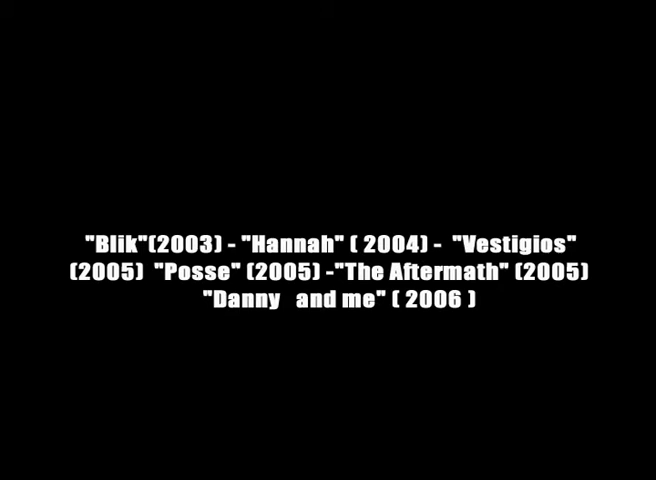 "Blik"(2003) - "Hannah" ( 2004) - "Vestigios"
(2005) "Posse" (2005) -"The Aftermath" (2005)
"Danny and me" ( 2006 )